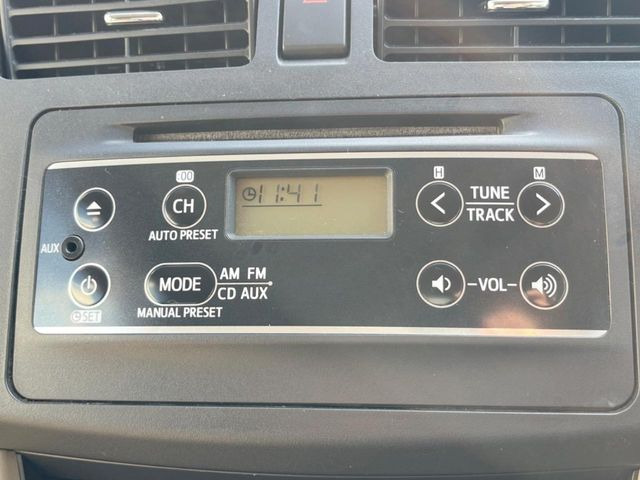 :00
H
M
CH
11:41
TUNE
TRACK
AUTO PRESET
AUX
MODE
AM FM
CD AUX
-VOL-
SET
MANUAL PRESET